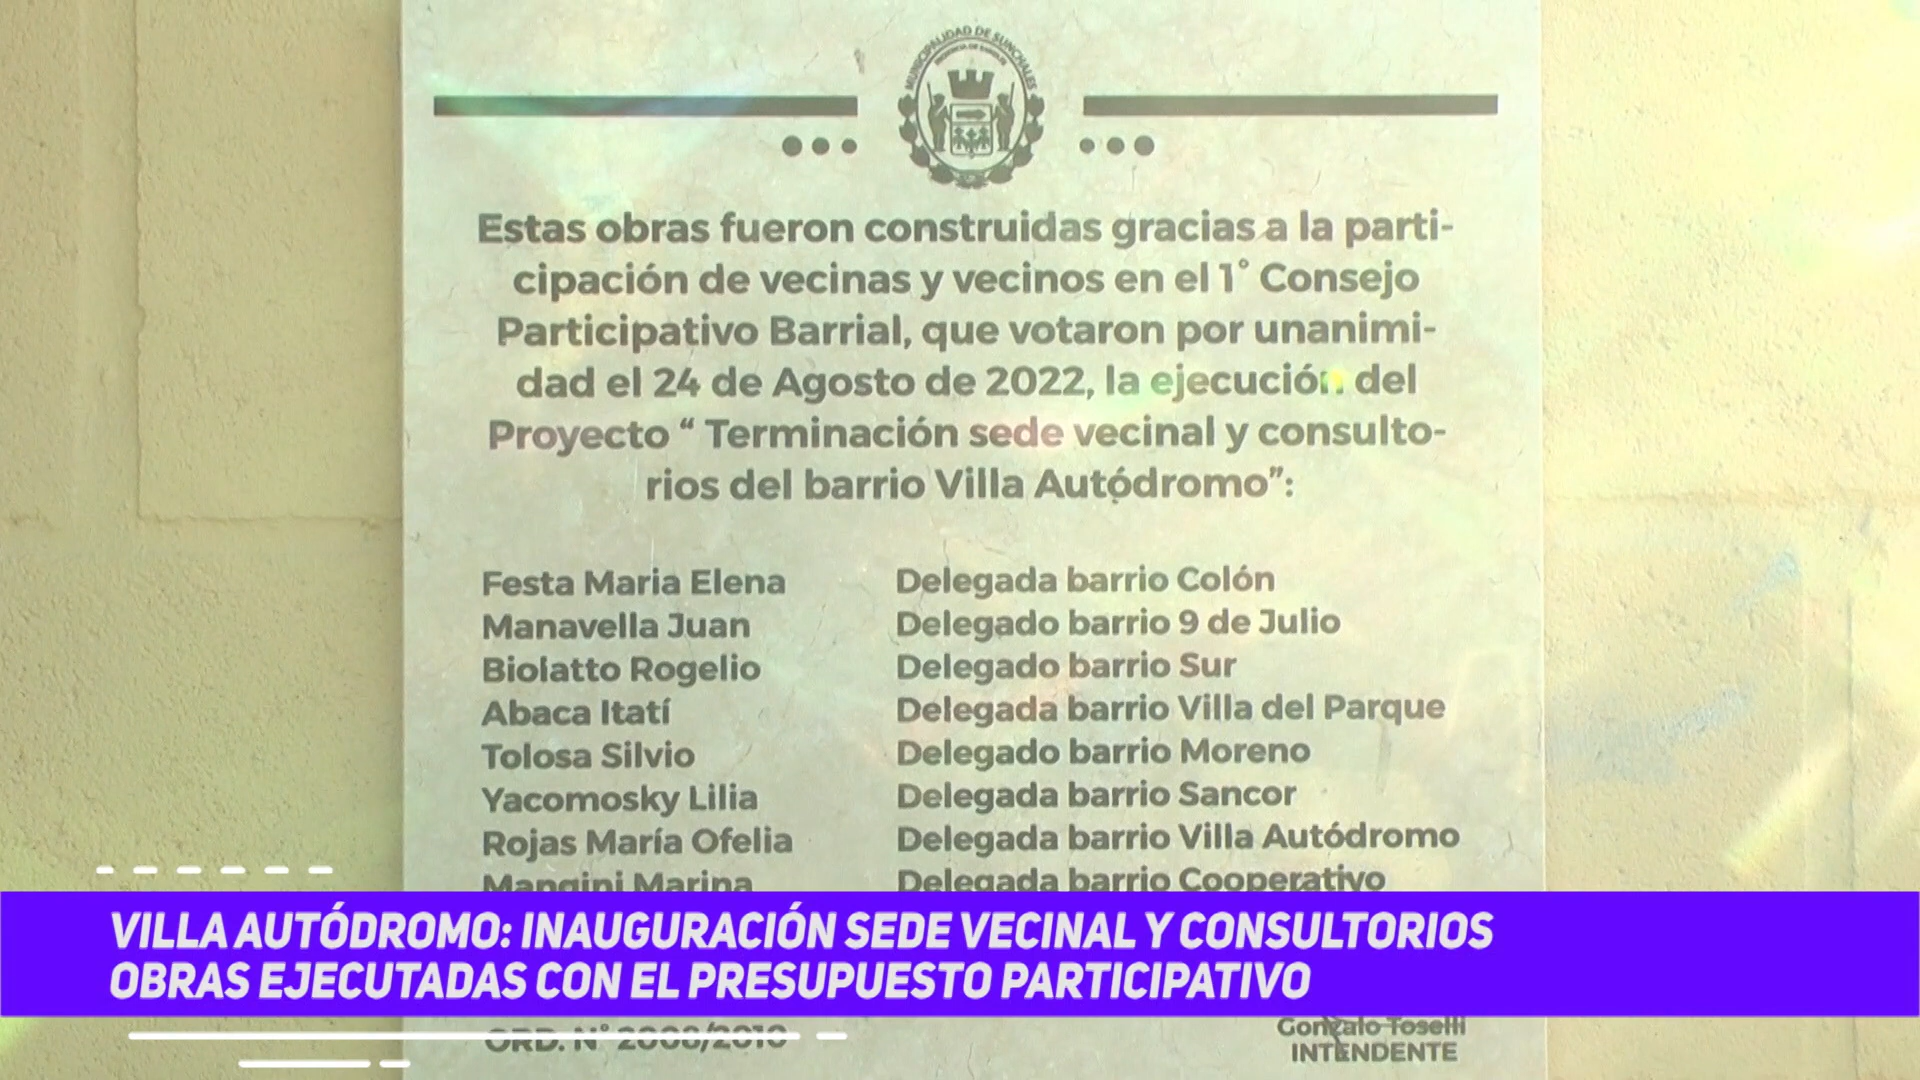 MUNICIPALIDAD DE SUNCHALES
Estas obras fueron construidas gracias a la parti-
cipación de vecinas y vecinos en el 1° Consejo
Participativo Barrial, que votaron por unanimi-
dad el 24 de Agosto de 2022, la ejecución del
Proyecto “ Terminación sede vecinal y consulto-
rios del barrio Villa Autódromo”:
Festa Maria Elena Delegada barrio Colón
Manavella Juan Delegado barrio 9 de Julio
Biolatto Rogelio Delegado barrio Sur
Abaca Itatí Delegada barrio Villa del Parque
Tolosa Silvio Delegado barrio Moreno
Yacomosky Lilia Delegada barrio Sancor
Rojas María Ofelia Delegada barrio Villa Autódromo
Mangini Marina Delegada barrio Cooperativo
VILLA AUTÓDROMO: INAUGURACIÓN SEDE VECINAL Y CONSULTORIOS
OBRAS EJECUTADAS CON EL PRESUPUESTO PARTICIPATIVO
ORD. N°
Gonzalo Toselli
INTENDENTE